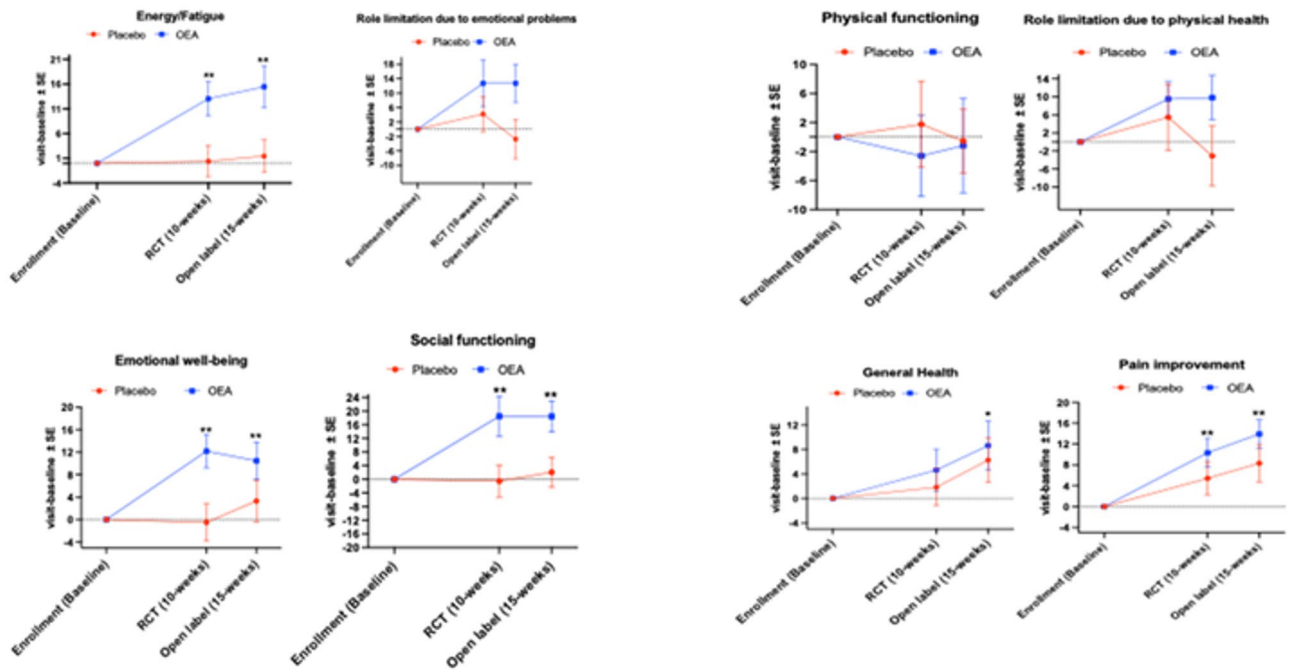 Energy/Fatigue
Placebo OEA
visit-baseline ± SE
21
16
11
6
1
-4
** **
Enrollment (Baseline)
RCT (10-weeks)
Open label (15-weeks)
Role limitation due to emotional problems
Placebo OEA
visit-baseline ± SE
18
14
10
6
2
-2
-6
-10
Enrollment (Baseline)
RCT (10-weeks)
Open label (15-weeks)
Physical functioning
Placebo OEA
visit-baseline ± SE
10
6
2
-2
-6
-10
Enrollment (Baseline)
RCT (10-weeks)
Open label (15-weeks)
Role limitation due to physical health
Placebo OEA
visit-baseline ± SE
14
10
6
2
-2
-6
-10
Enrollment (Baseline)
RCT (10-weeks)
Open label (15-weeks)
Emotional well-being
Placebo OEA
visit-baseline ± SE
20
16
12
8
4
0
-4
** **
Enrollment (Baseline)
RCT (10-weeks)
Open label (15-weeks)
Social functioning
Placebo OEA
visit-baseline ± SE
24
20
16
12
8
4
0
-4
-8
-12
-16
-20
** **
Enrollment (Baseline)
RCT (10-weeks)
Open label (15-weeks)
General Health
Placebo OEA
visit-baseline ± SE
12
8
4
0
-4
*
Enrollment (Baseline)
RCT (10-weeks)
Open label (15-weeks)
Pain improvement
Placebo OEA
visit-baseline ± SE
20
16
12
8
4
0
-4
** **
Enrollment (Baseline)
RCT (10-weeks)
Open label (15-weeks)